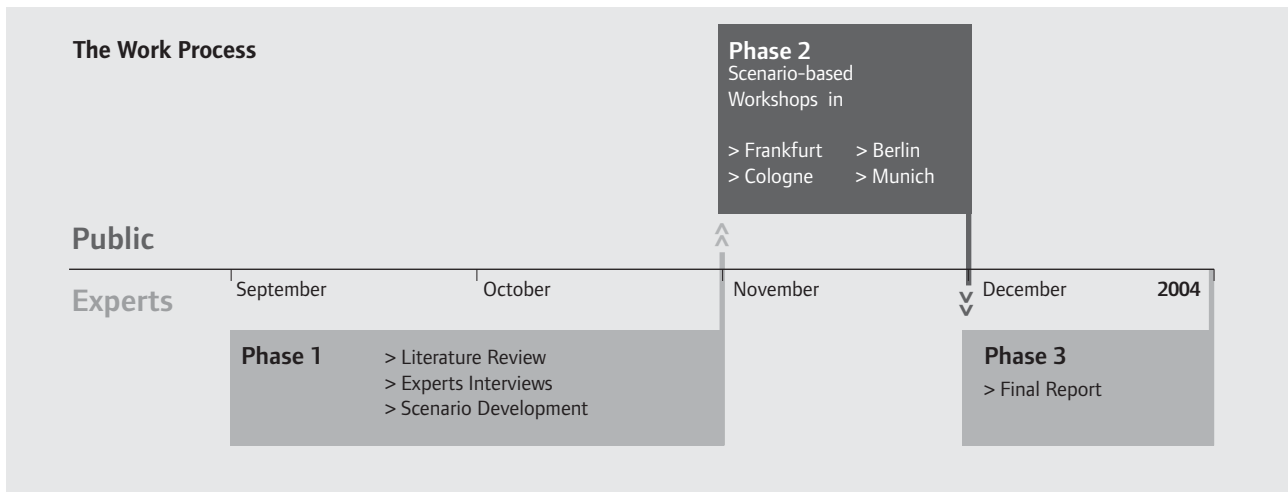 The Work Process
Phase 2
Scenario-based
Workshops in
> Frankfurt > Berlin
> Cologne > Munich
Public
Experts
September October November December 2004
Phase 1 > Literature Review
> Experts Interviews
> Scenario Development
Phase 3
> Final Report